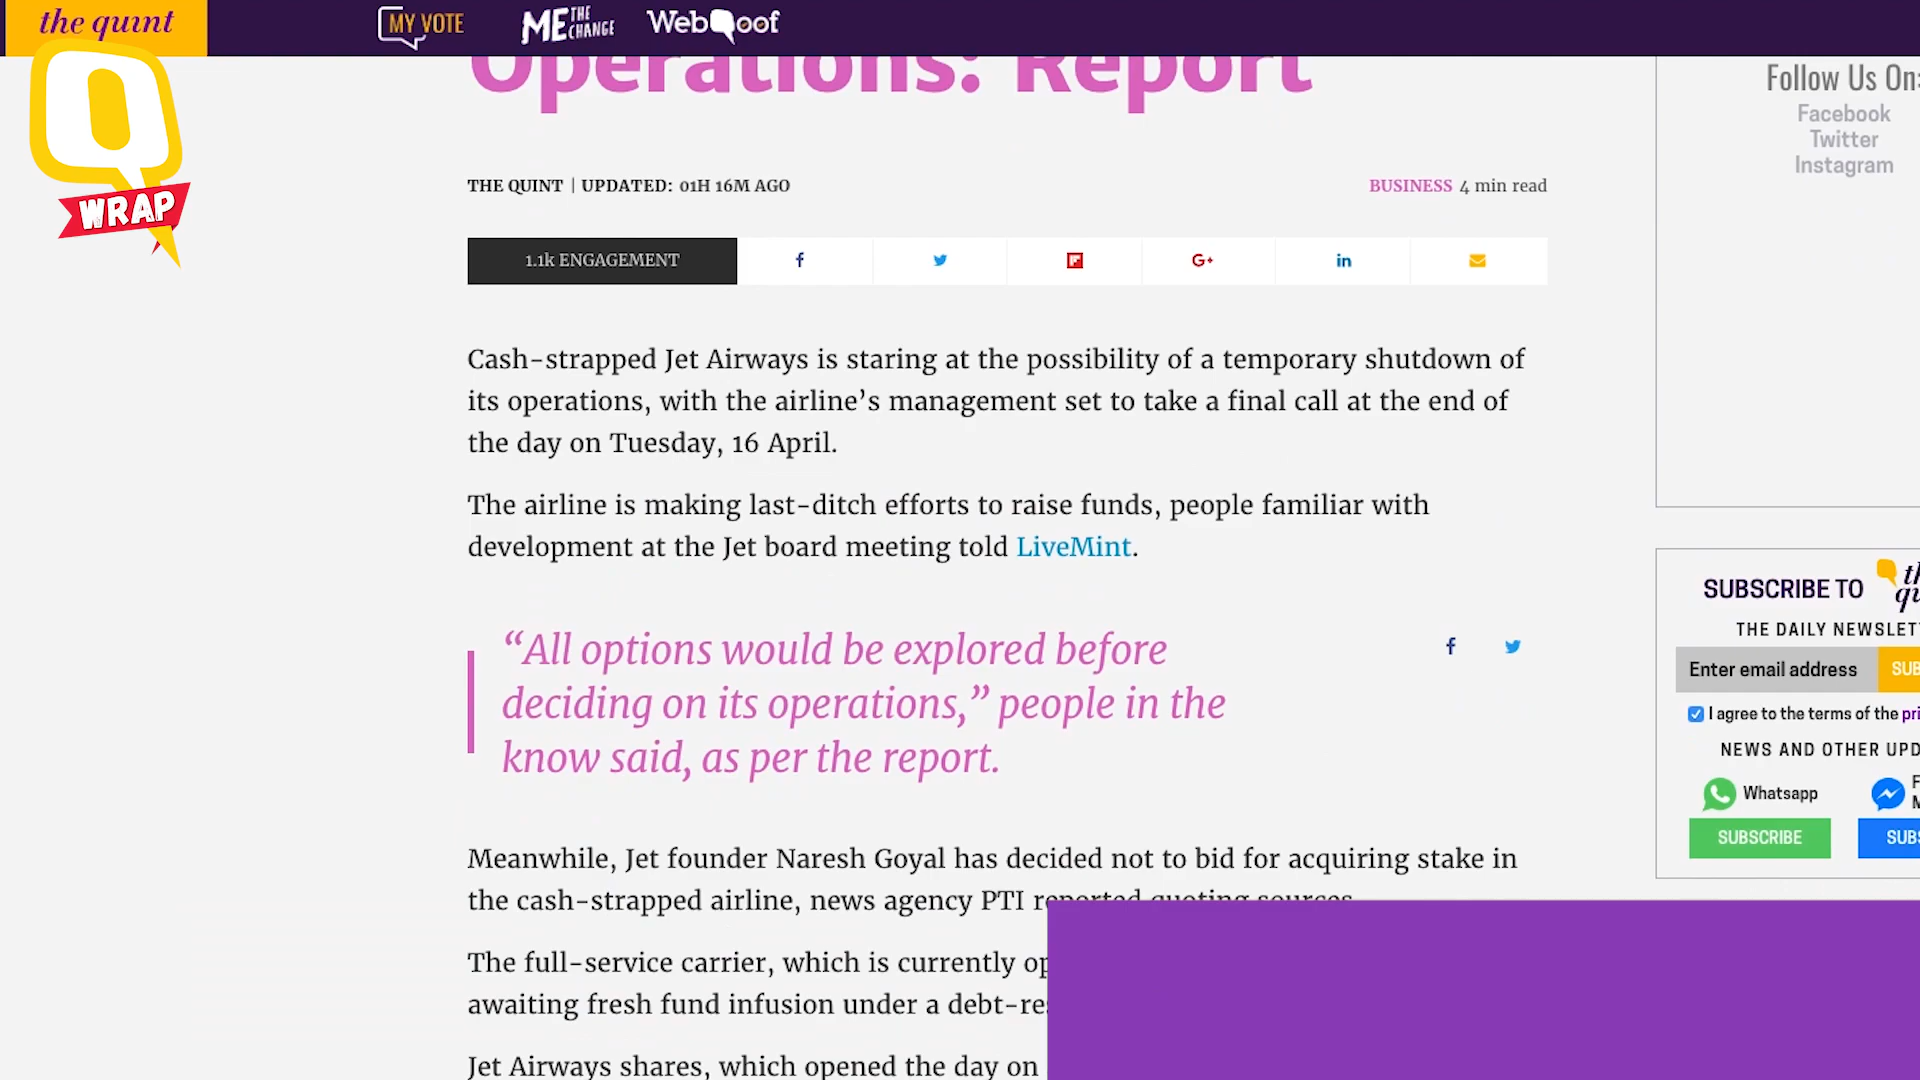 the quint
MY VOTE
ME THE CHANGE
WebQoof
Q
WRAP
Operations: Report
THE QUINT | UPDATED: 01H 16M AGO
BUSINESS 4 min read
1.1k ENGAGEMENT
Cash-strapped Jet Airways is staring at the possibility of a temporary shutdown of
its operations, with the airline’s management set to take a final call at the end of
the day on Tuesday, 16 April.
The airline is making last-ditch efforts to raise funds, people familiar with
development at the Jet board meeting told LiveMint.
“All options would be explored before
deciding on its operations,” people in the
know said, as per the report.
Meanwhile, Jet founder Naresh Goyal has decided not to bid for acquiring stake in
the cash-strapped airline, news agency PTI reported quoting sources
The full-service carrier, which is currently op
awaiting fresh fund infusion under a debt-res
Jet Airways shares, which opened the day on
Follow Us On:
Facebook
Twitter
Instagram
SUBSCRIBE TO
THE DAILY NEWSLET
Enter email address SUB
I agree to the terms of the pri
NEWS AND OTHER UPD
Whatsapp
SUBSCRIBE
SUBS